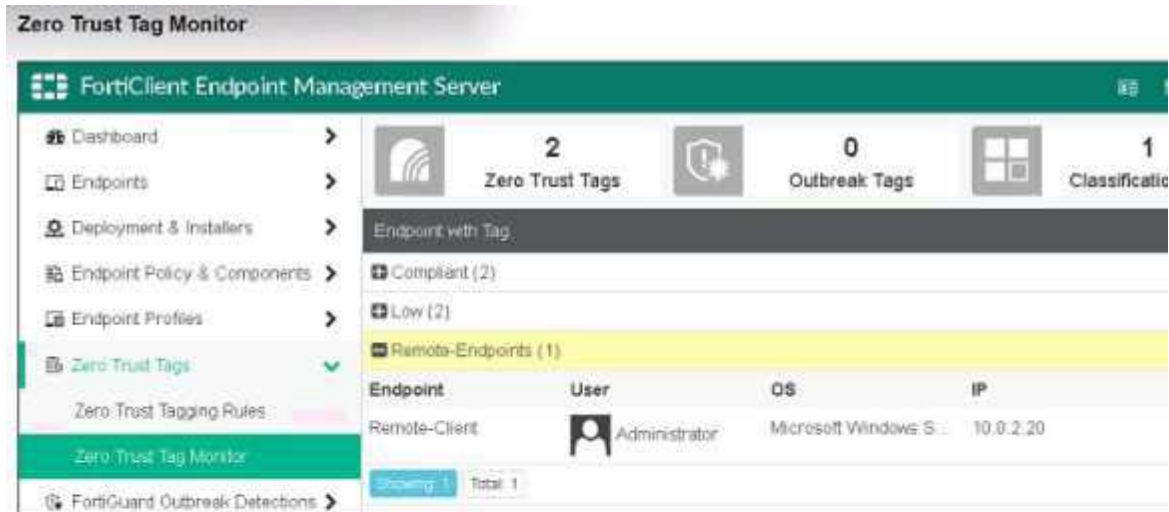 Zero Trust Tag Monitor
FortiClient Endpoint Management Server
Dashboard
Endpoints
Deployment & Installers
Endpoint Policy & Components
Endpoint Profiles
Zero Trust Tags
Zero Trust Tagging Rules
Zero Trust Tag Monitor
FortiGuard Outbreak Detections
2
Zero Trust Tags
0
Outbreak Tags
1
Classificatio
Endpoint with Tag
Compliant (2)
Low (2)
Remote-Endpoints (1)
Endpoint User OS IP
Remote-Client Administrator Microsoft Windows S... 10.0.2.20
Showing: 1 Total: 1